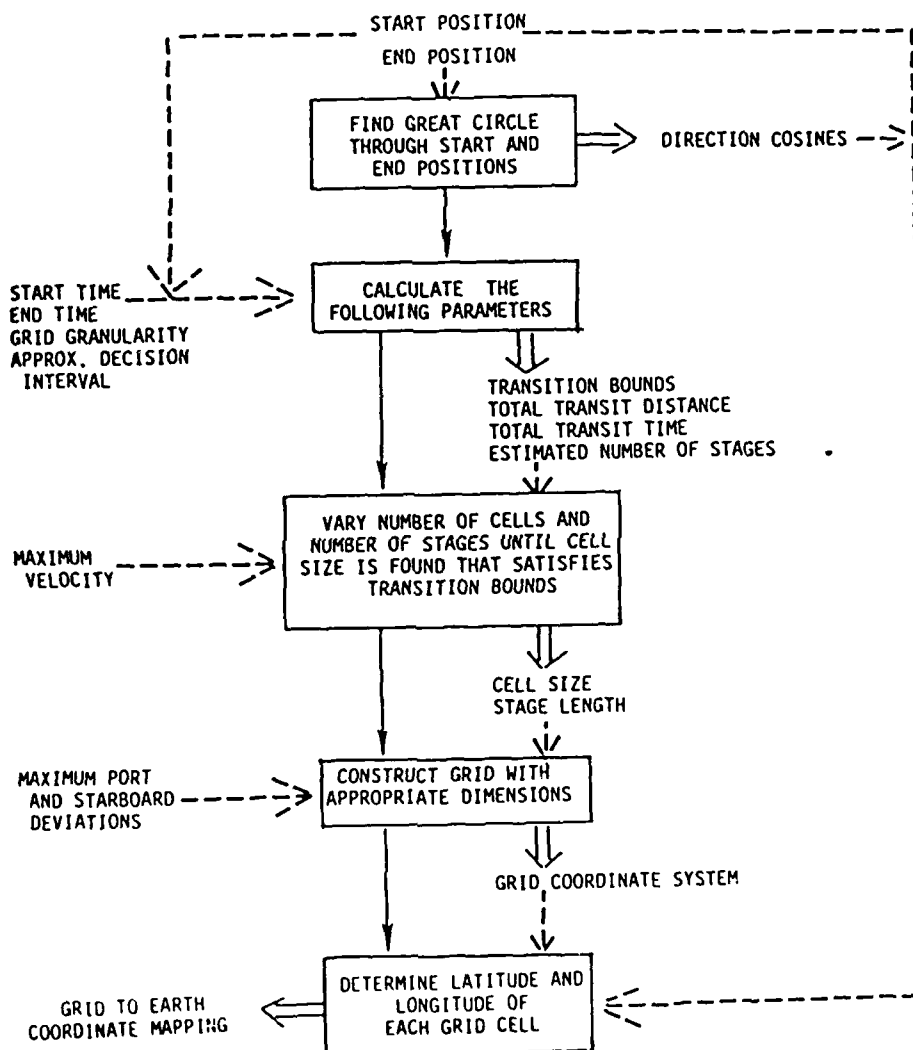 START POSITION
END POSITION
FIND GREAT CIRCLE
THROUGH START AND
END POSITIONS
DIRECTION COSINES
START TIME
END TIME
GRID GRANULARITY
APPROX. DECISION
INTERVAL
CALCULATE THE
FOLLOWING PARAMETERS
TRANSITION BOUNDS
TOTAL TRANSIT DISTANCE
TOTAL TRANSIT TIME
ESTIMATED NUMBER OF STAGES
MAXIMUM
VELOCITY
VARY NUMBER OF CELLS AND
NUMBER OF STAGES UNTIL CELL
SIZE IS FOUND THAT SATISFIES
TRANSITION BOUNDS
CELL SIZE
STAGE LENGTH
MAXIMUM PORT
AND STARBOARD
DEVIATIONS
CONSTRUCT GRID WITH
APPROPRIATE DIMENSIONS
GRID COORDINATE SYSTEM
DETERMINE LATITUDE AND
LONGITUDE OF
EACH GRID CELL
GRID TO EARTH
COORDINATE MAPPING